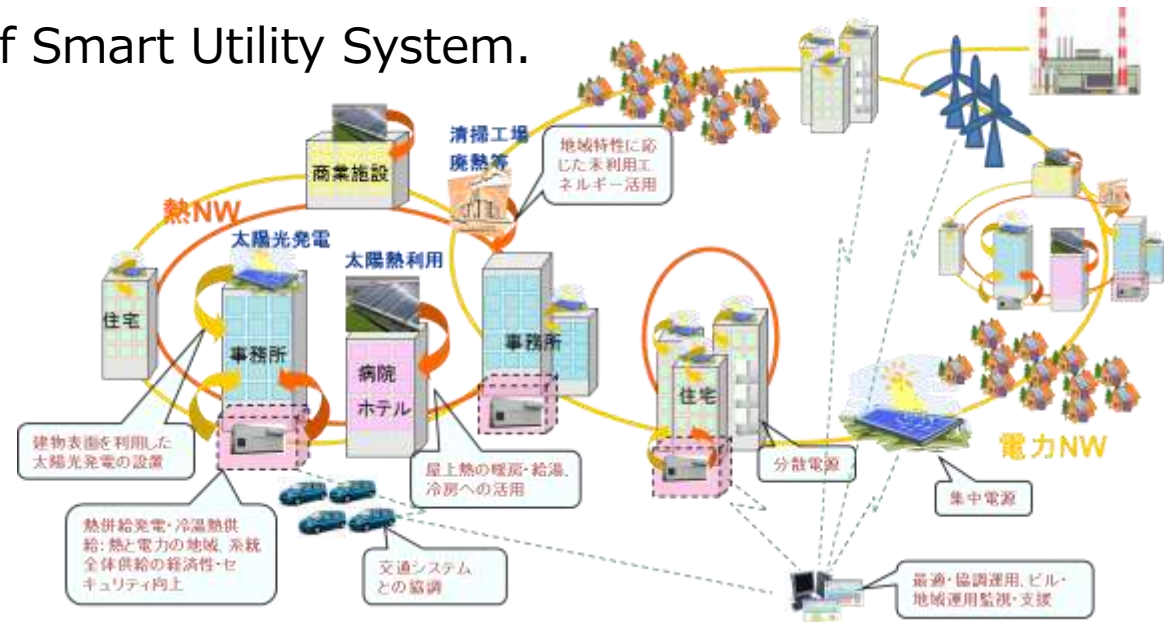 f Smart Utility System.
清掃工場
廃熱等
地域特性に応
じた未利用エ
ネルギー活用
商業施設
熱NW
太陽光発電
太陽熱利用
住宅
事務所
病院
ホテル
事務所
住宅
建物表面を利用した
太陽光発電の設置
屋上熱の暖房・給湯、
冷房への活用
分散電源
電力NW
集中電源
熱併給発電・冷温熱供
給：熱と電力の地域、系統
全体供給の経済性・セ
キュリティ向上
交通システム
との協調
最適・協調運用、ビル・
地域運用監視・支援